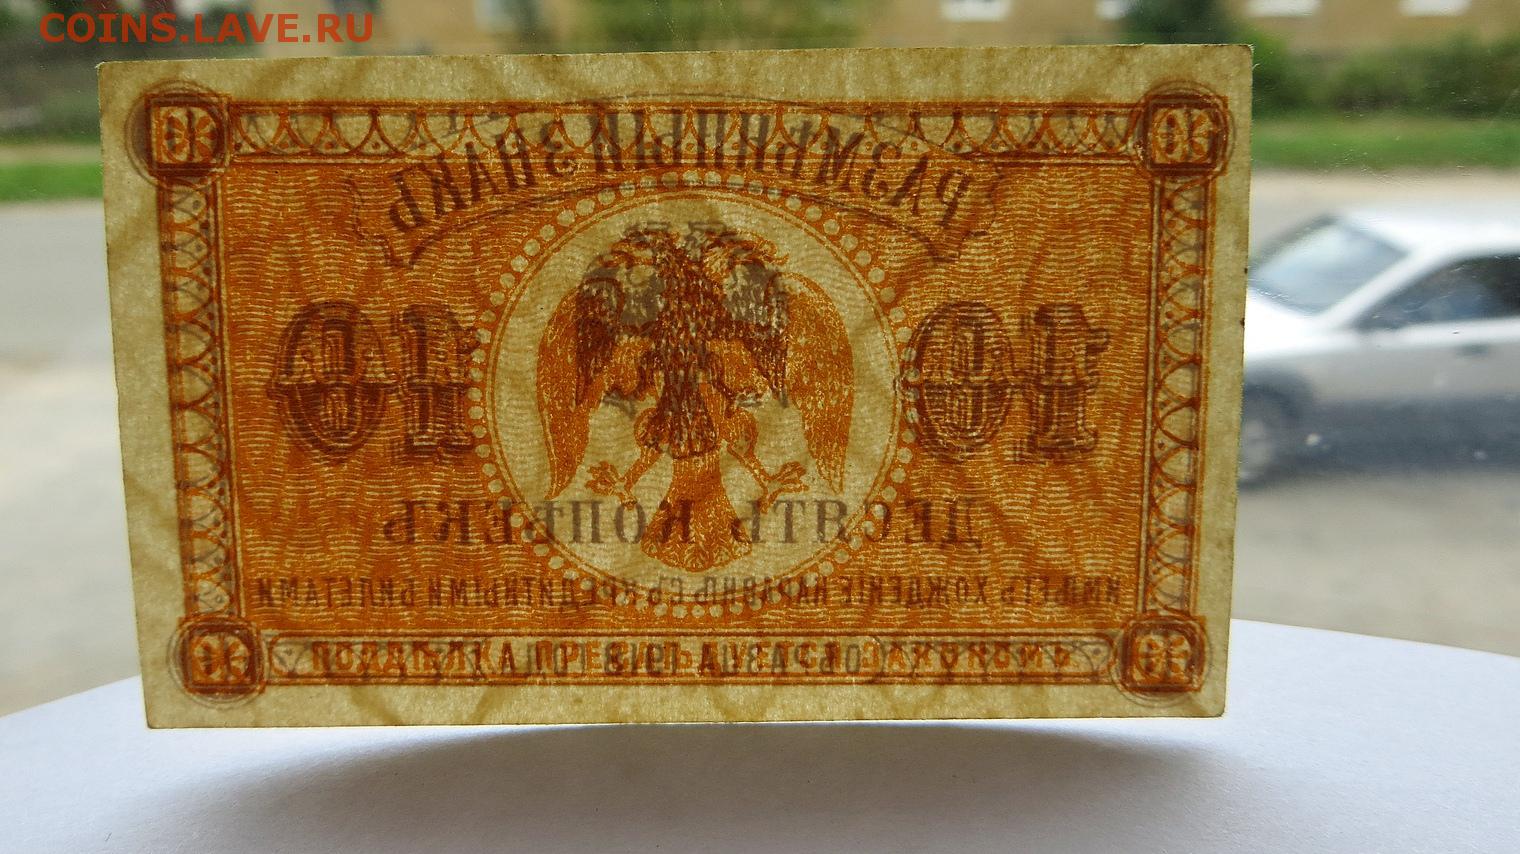 COINS.LAVE.RU
РАЗМѢННЫЙ ЗНАКЪ
10 10
ДЕСЯТЬ КОПѢЕКЪ
ИМѢЕТЪ ХОЖДЕНІЕ НАРАВНѢ СЪ КРЕДИТНЫМИ БИЛЕТАМИ
ПОДДѢЛКА ПРЕСЛѢДУЕТСЯ ЗАКОНОМЪ